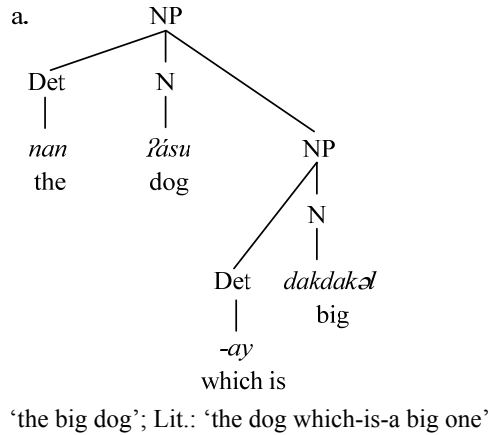 a. NP
Det N
nan ʔásu NP
the dog
N
Det dakdakəl
big
-ay
which is
‘the big dog’; Lit.: ‘the dog which-is-a big one’